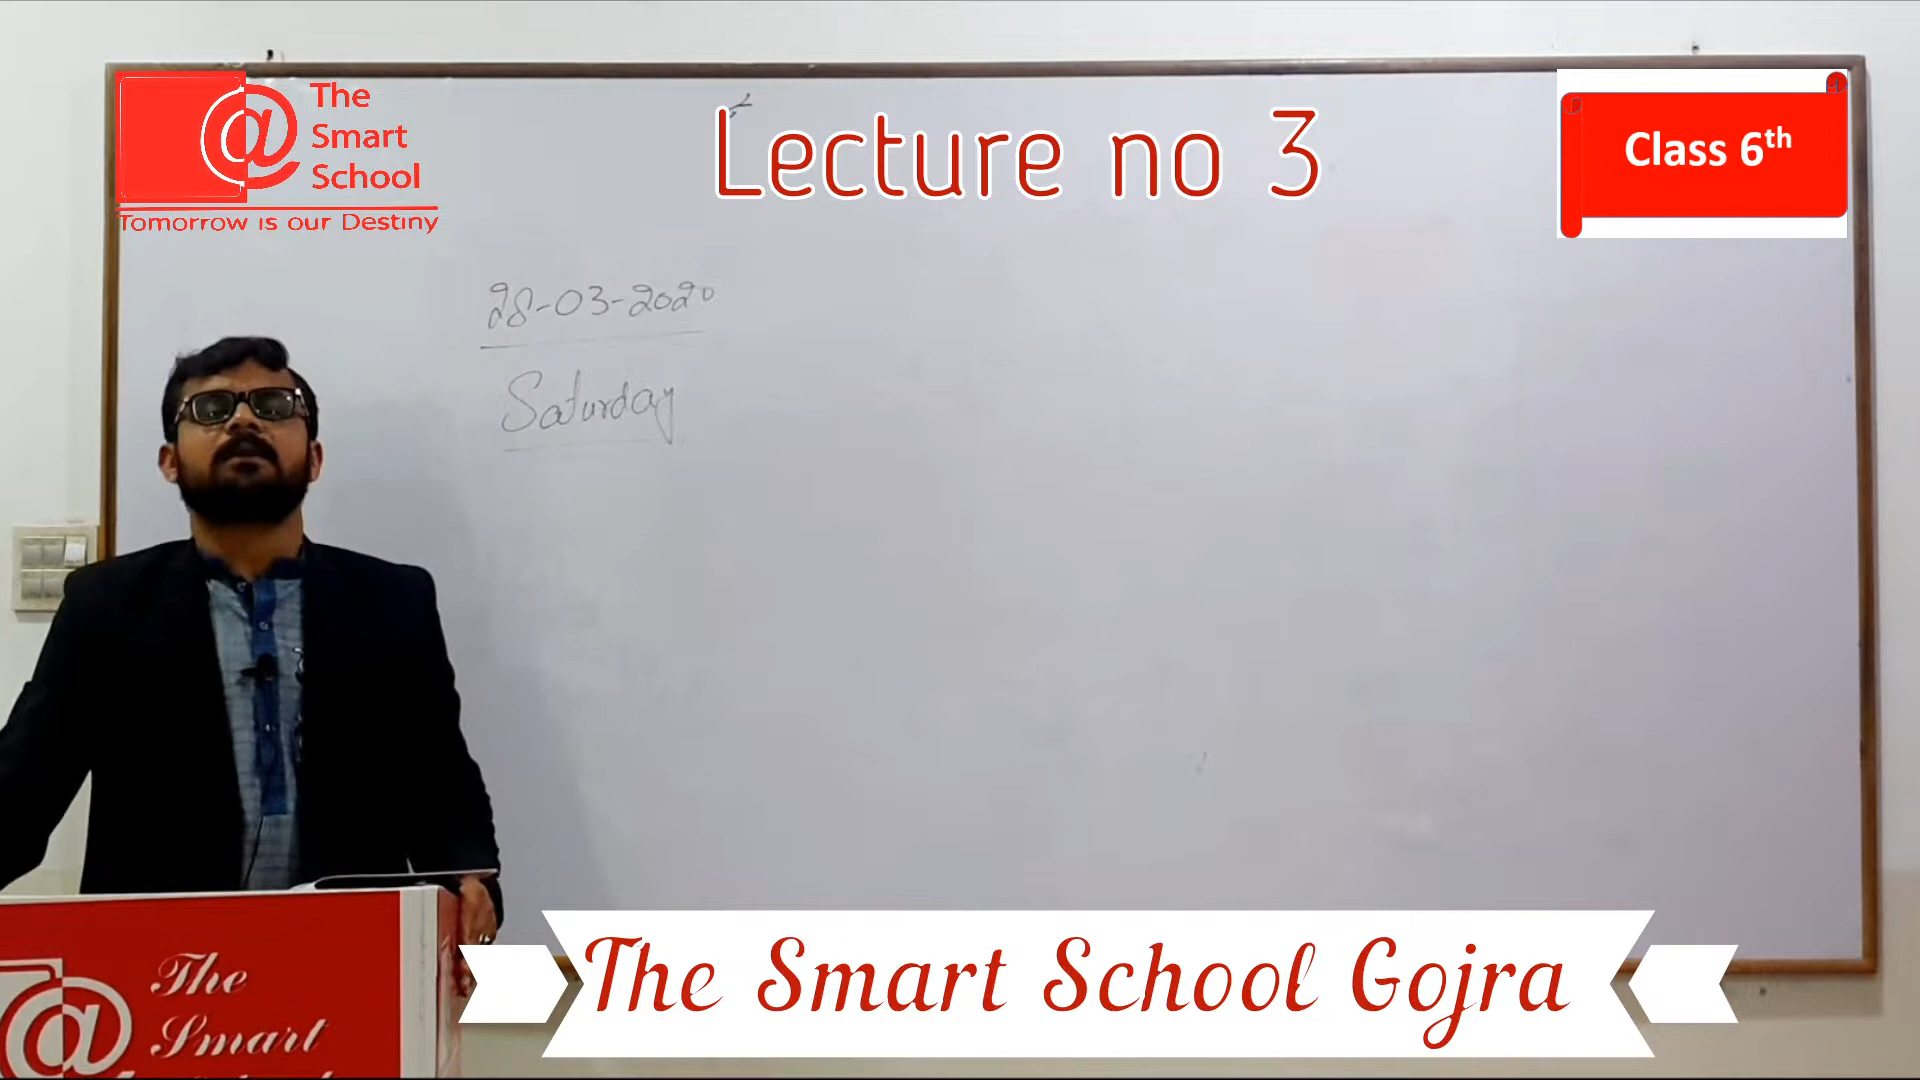 The
Smart
School
Tomorrow is our Destiny
Lecture no 3
Class 6th
28-03-2020
Saturday
The Smart School Gojra
The
Smart